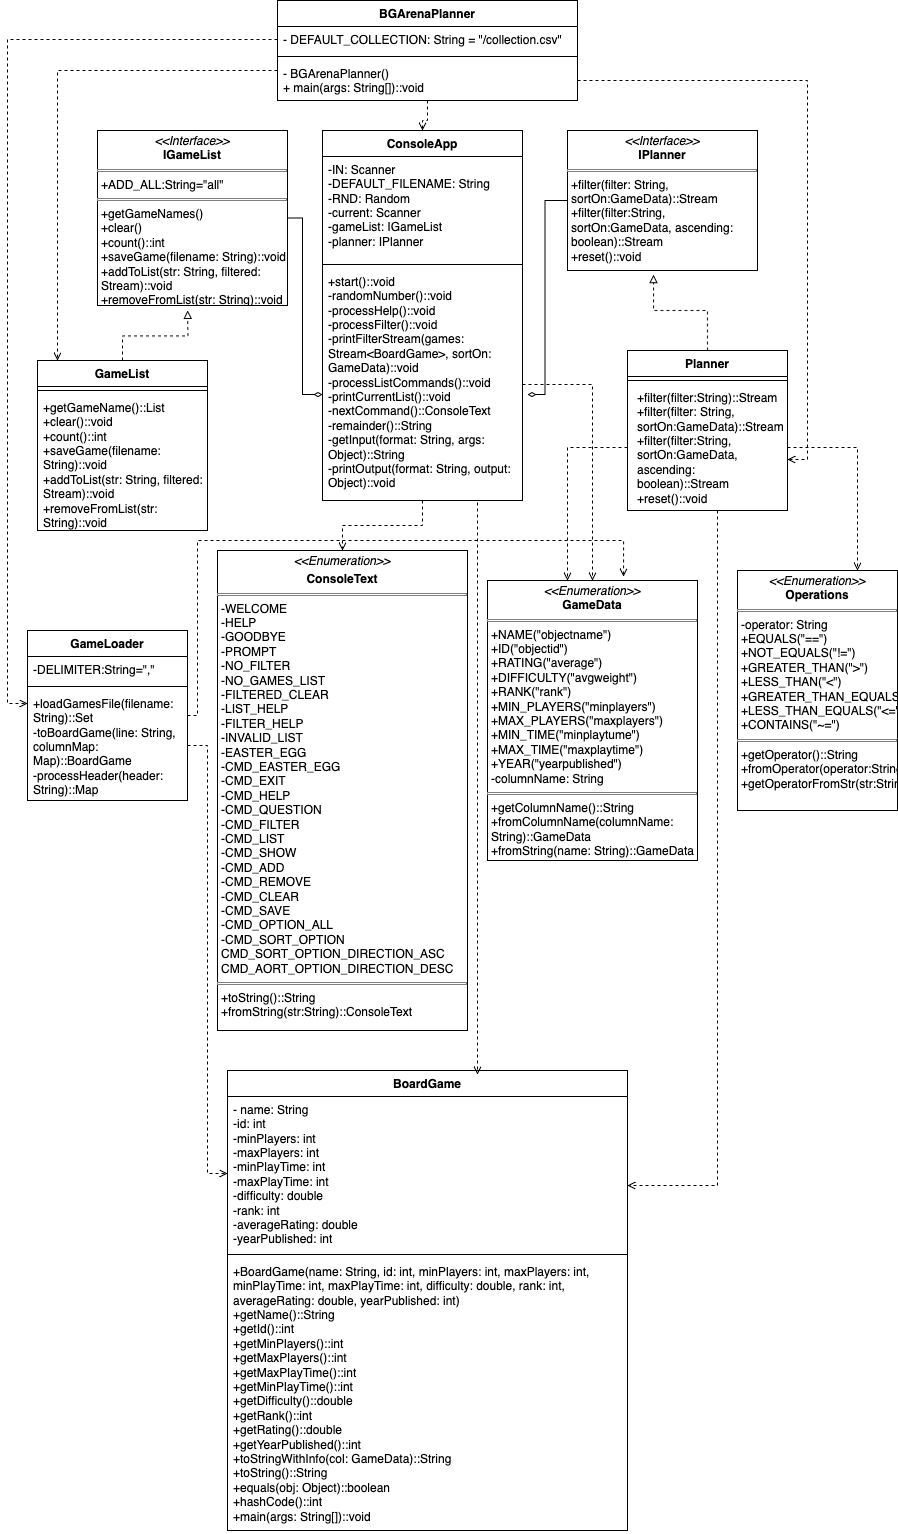 BGArenaPlanner
- DEFAULT_COLLECTION: String = "/collection.csv"
- BGArenaPlanner()
+ main(args: String[])::void
<<Interface>>
IGameList
+ADD_ALL:String="all"
+getGameNames()
+clear()
+count()::int
+saveGame(filename: String)::void
+addToList(str: String, filtered:
Stream)::void
+removeFromList(str: String)::void
ConsoleApp
-IN: Scanner
-DEFAULT_FILENAME: String
-RND: Random
-current: Scanner
-gameList: IGameList
-planner: IPlanner
+start()::void
-randomNumber()::void
-processHelp()::void
-processFilter()::void
-printFilterStream(games:
Stream<BoardGame>, sortOn:
GameData)::void
-processListCommands()::void
-printCurrentList()::void
-nextCommand()::ConsoleText
-remainder()::String
-getInput(format: String, args:
Object)::String
-printOutput(format: String, output:
Object)::void
<<Interface>>
IPlanner
+filter(filter: String,
sortOn:GameData)::Stream
+filter(filter:String,
sortOn:GameData, ascending:
boolean)::Stream
+reset()::void
GameList
+getGameName()::List
+clear()::void
+count()::int
+saveGame(filename:
String)::void
+addToList(str: String, filtered:
Stream)::void
+removeFromList(str:
String)::void
Planner
+filter(filter:String)::Stream
+filter(filter: String,
sortOn:GameData)::Stream
+filter(filter:String,
sortOn:GameData,
ascending:
boolean)::Stream
+reset()::void
GameLoader
-DELIMITER:String=","
+loadGamesFile(filename:
String)::Set
-toBoardGame(line: String,
columnMap:
Map)::BoardGame
-processHeader(header:
String)::Map
<<Enumeration>>
ConsoleText
-WELCOME
-HELP
-GOODBYE
-PROMPT
-NO_FILTER
-NO_GAMES_LIST
-FILTERED_CLEAR
-LIST_HELP
-FILTER_HELP
-INVALID_LIST
-EASTER_EGG
-CMD_EASTER_EGG
-CMD_EXIT
-CMD_HELP
-CMD_QUESTION
-CMD_FILTER
-CMD_LIST
-CMD_SHOW
-CMD_ADD
-CMD_REMOVE
-CMD_CLEAR
-CMD_SAVE
-CMD_OPTION_ALL
-CMD_SORT_OPTION
CMD_SORT_OPTION_DIRECTION_ASC
CMD_AORT_OPTION_DIRECTION_DESC
+toString()::String
+fromString(str:String)::ConsoleText
<<Enumeration>>
GameData
+NAME("objectname")
+ID("objectid")
+RATING("average")
+DIFFICULTY("avgweight")
+RANK("rank")
+MIN_PLAYERS("minplayers")
+MAX_PLAYERS("maxplayers")
+MIN_TIME("minplaytume")
+MAX_TIME("maxplaytime")
+YEAR("yearpublished")
-columnName: String
+getColumnName()::String
+fromColumnName(columnName:
String)::GameData
+fromString(name: String)::GameData
<<Enumeration>>
Operations
-operator: String
+EQUALS("==")
+NOT_EQUALS("!=")
+GREATER_THAN(">")
+LESS_THAN("<")
+GREATER_THAN_EQUALS
+LESS_THAN_EQUALS("<="
+CONTAINS("~=")
+getOperator()::String
+fromOperator(operator:String
+getOperatorFromStr(str:Strin
BoardGame
- name: String
-id: int
-minPlayers: int
-maxPlayers: int
-minPlayTime: int
-maxPlayTime: int
-difficulty: double
-rank: int
-averageRating: double
-yearPublished: int
+BoardGame(name: String, id: int, minPlayers: int, maxPlayers: int,
minPlayTime: int, maxPlayTime: int, difficulty: double, rank: int,
averageRating: double, yearPublished: int)
+getName()::String
+getId()::int
+getMinPlayers()::int
+getMaxPlayers()::int
+getMaxPlayTime()::int
+getMinPlayTime()::int
+getDifficulty()::double
+getRank()::int
+getRating()::double
+getYearPublished()::int
+toStringWithInfo(col: GameData)::String
+toString()::String
+equals(obj: Object)::boolean
+hashCode()::int
+main(args: String[])::void